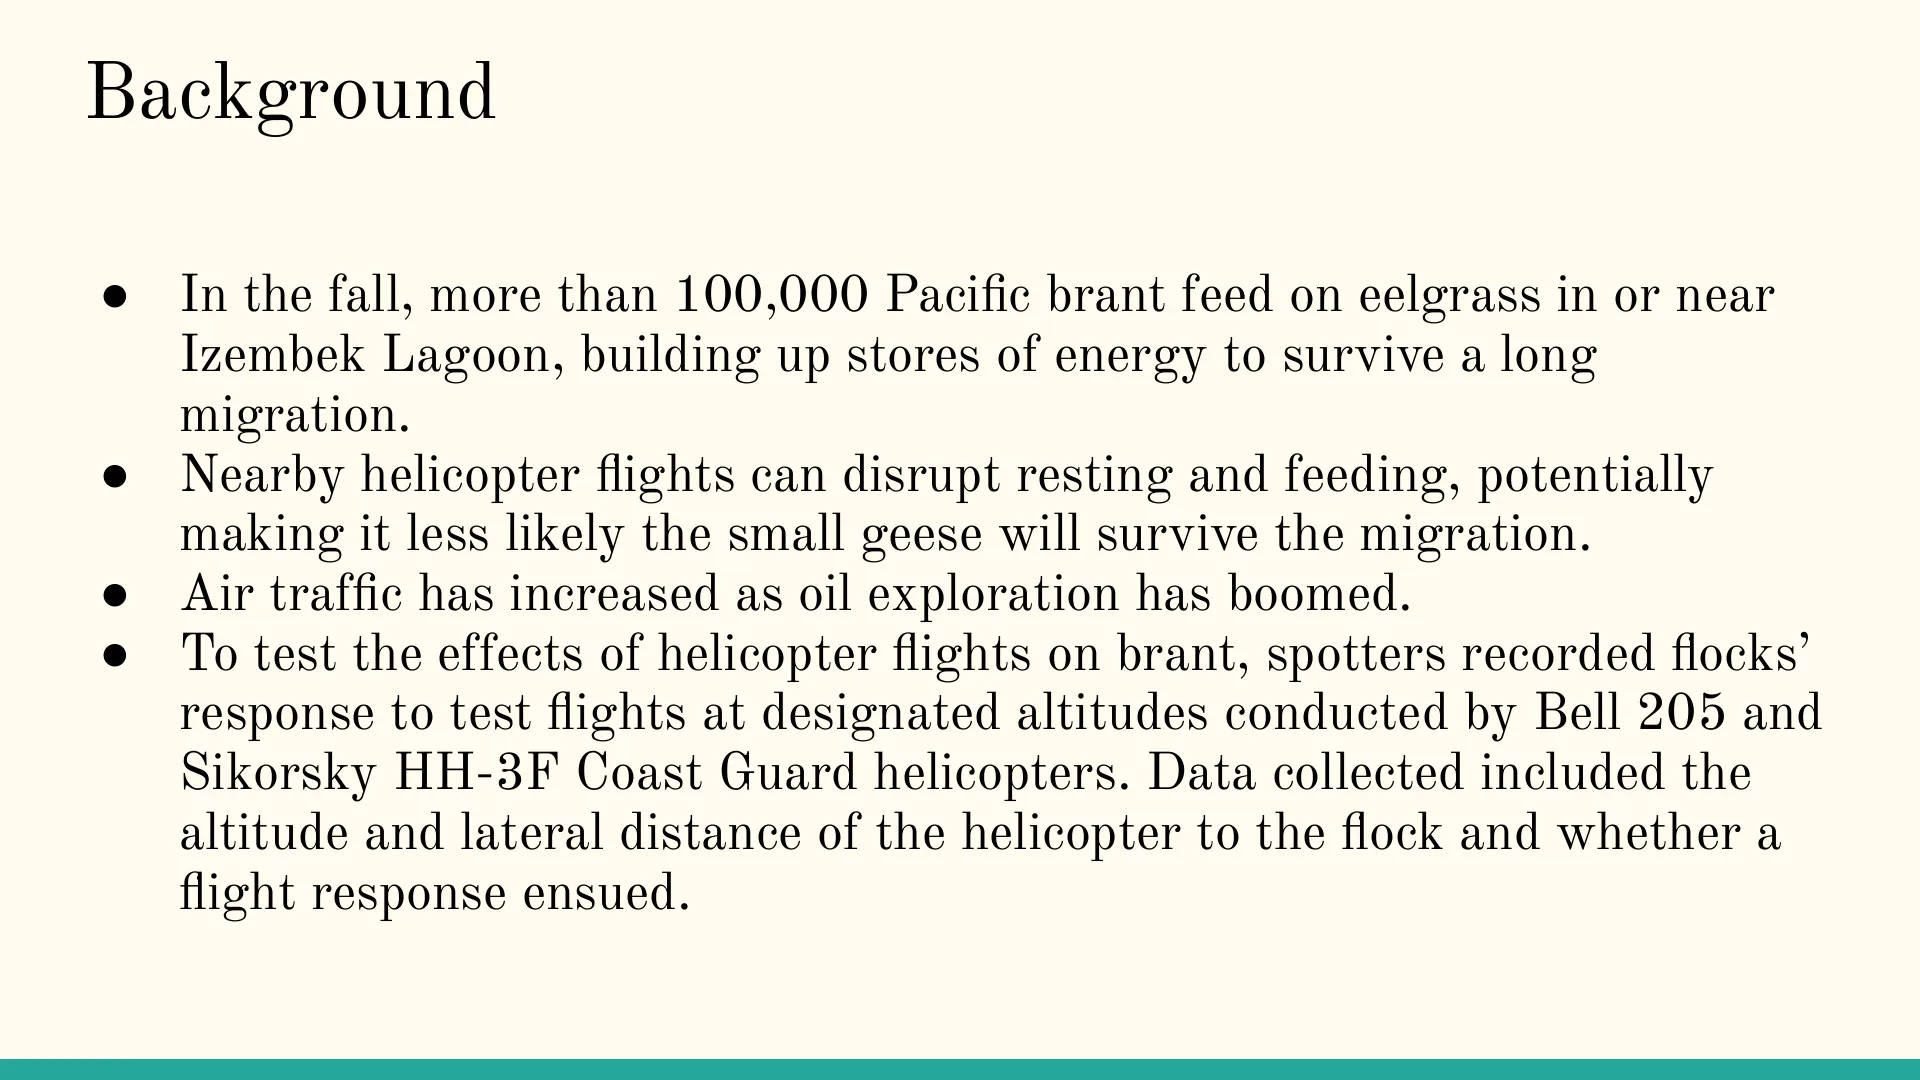 Background
● In the fall, more than 100,000 Pacific brant feed on eelgrass in or near
Izembek Lagoon, building up stores of energy to survive a long
migration.
● Nearby helicopter flights can disrupt resting and feeding, potentially
making it less likely the small geese will survive the migration.
● Air traffic has increased as oil exploration has boomed.
● To test the effects of helicopter flights on brant, spotters recorded flocks’
response to test flights at designated altitudes conducted by Bell 205 and
Sikorsky HH-3F Coast Guard helicopters. Data collected included the
altitude and lateral distance of the helicopter to the flock and whether a
flight response ensued.